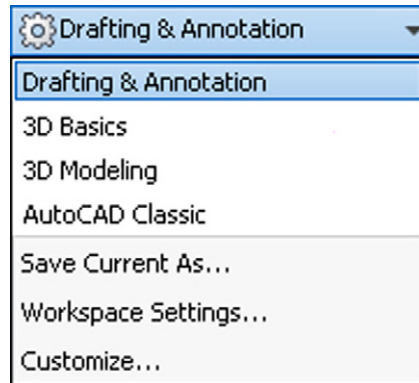 Drafting & Annotation
Drafting & Annotation
3D Basics
3D Modeling
AutoCAD Classic
Save Current As...
Workspace Settings...
Customize...